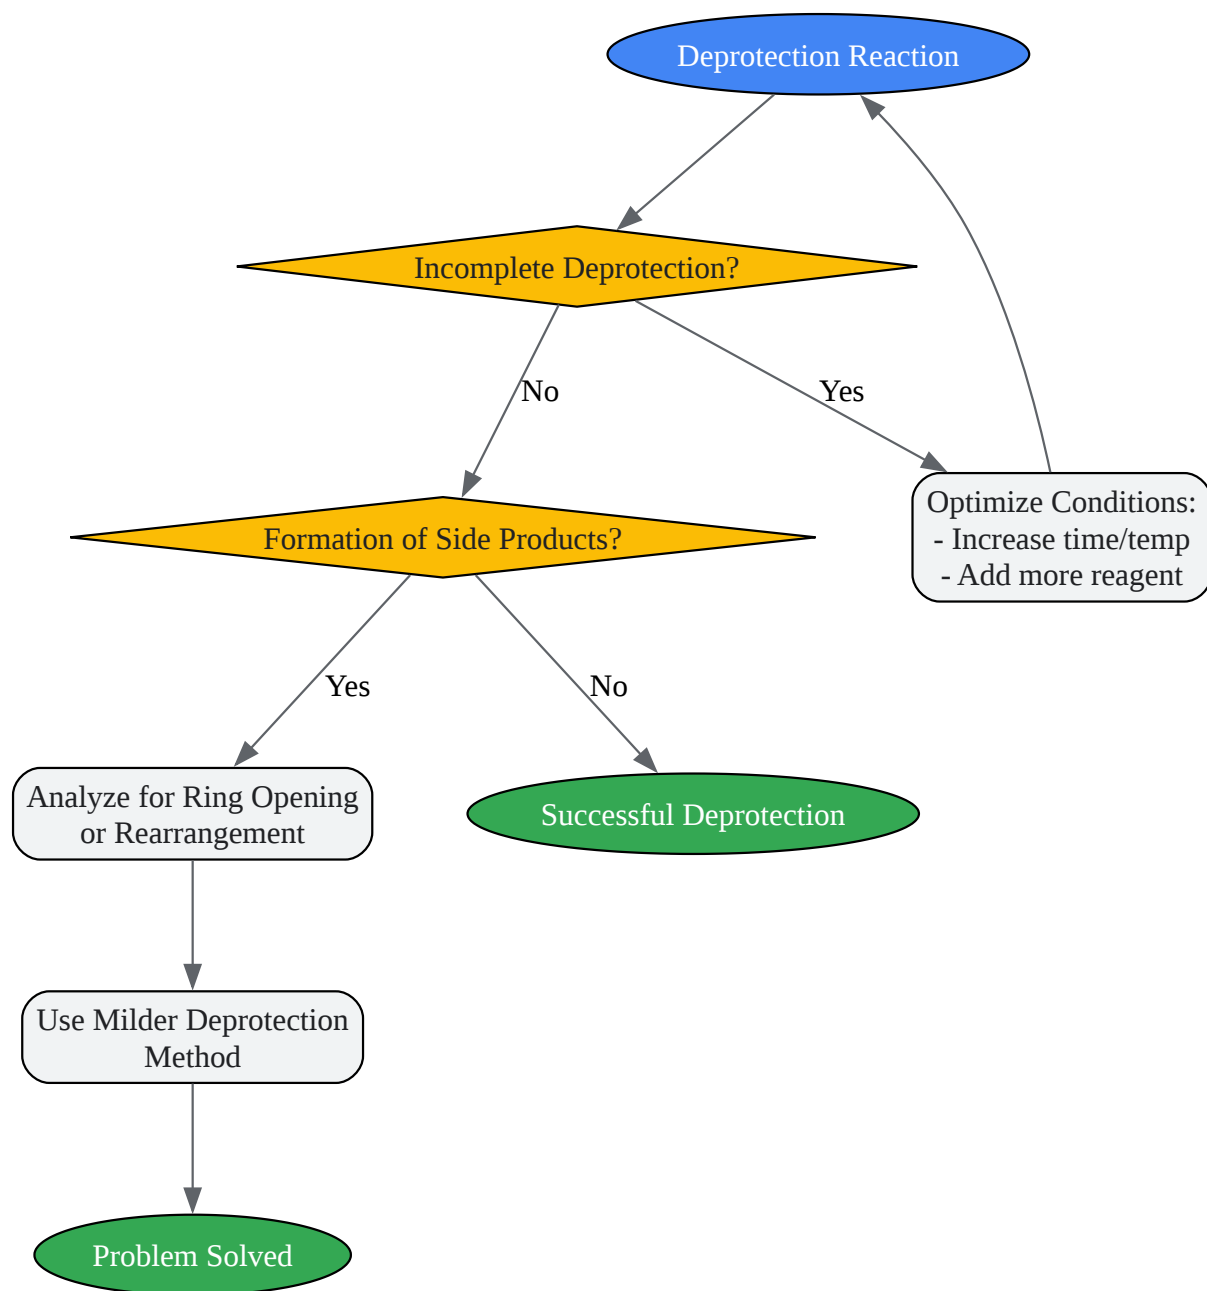 Deprotection Reaction
Incomplete Deprotection?
No
Yes
Optimize Conditions:
- Increase time/temp
- Add more reagent
Formation of Side Products?
Yes
No
Analyze for Ring Opening
or Rearrangement
Successful Deprotection
Use Milder Deprotection
Method
Problem Solved